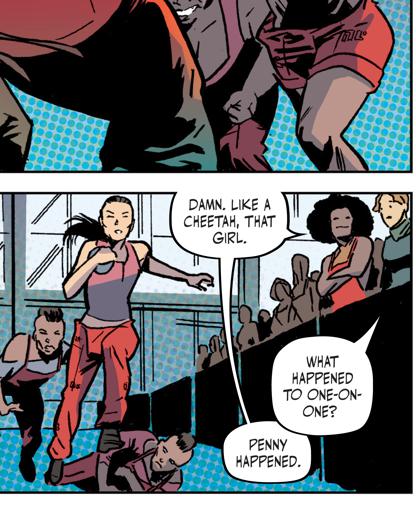 DAMN. LIKE A
CHEETAH, THAT
GIRL.
WHAT
HAPPENED
TO ONE-ON-
ONE?
PENNY
HAPPENED.